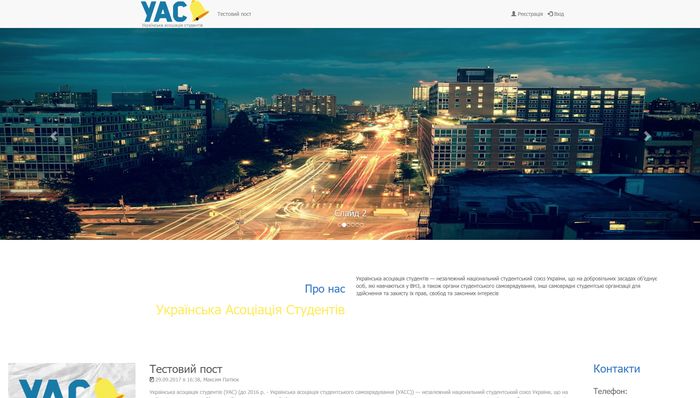 УАС
Українська асоціація студентів
Тестовий пост
Реєстрація
Вхід
Слайд 2
Про нас
Українська Асоціація Студентів
Українська асоціація студентів — незалежний національний студентський союз України, що на добровільних засадах об'єднує
осіб, які навчаються у ВНЗ, а також органи студентського самоврядування, інші самоврядні студентські організації для
здійснення та захисту їх прав, свобод та законних інтересів
УАС
Тестовий пост
29.09.2017 в 16:38, Максим Патюк
Українська асоціація студентів (УАС) (до 2016 р. - Українська асоціація студентського самоврядування (УАСС)) — незалежний національний студентський союз України, що на
Контакти
Телефон: